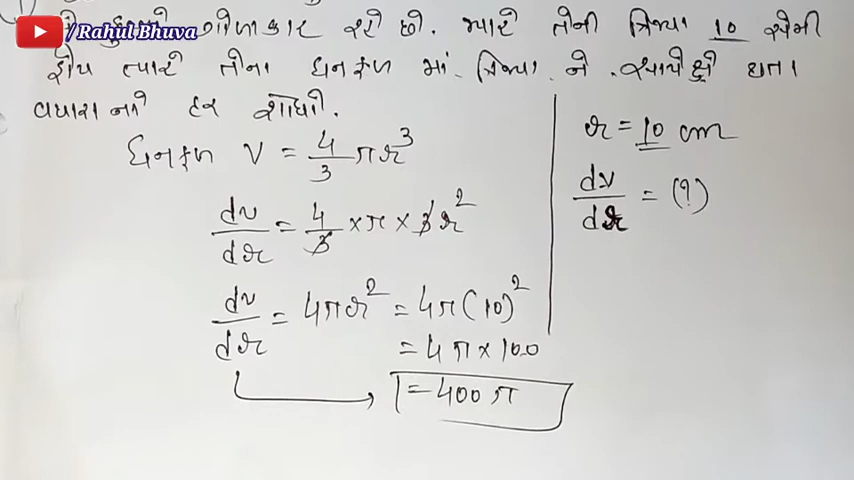 / Rahul Bhuva
ગોળાકાર રહે છે. જ્યારે તેની ત્રિજ્યા 10 સેમી
હોય ત્યારે તેના ઘનફળ માં ત્રિજ્યા ને સાપેક્ષે થતા
વધારાનો દર શોધો.
ઘનફળ V = 4/3 πr³
dv/dr = 4/3 × π × 3r²
dv/dr = 4πr² = 4π(10)²
= 4π × 100
= 400π
r = 10 cm
dv/dr = (?)